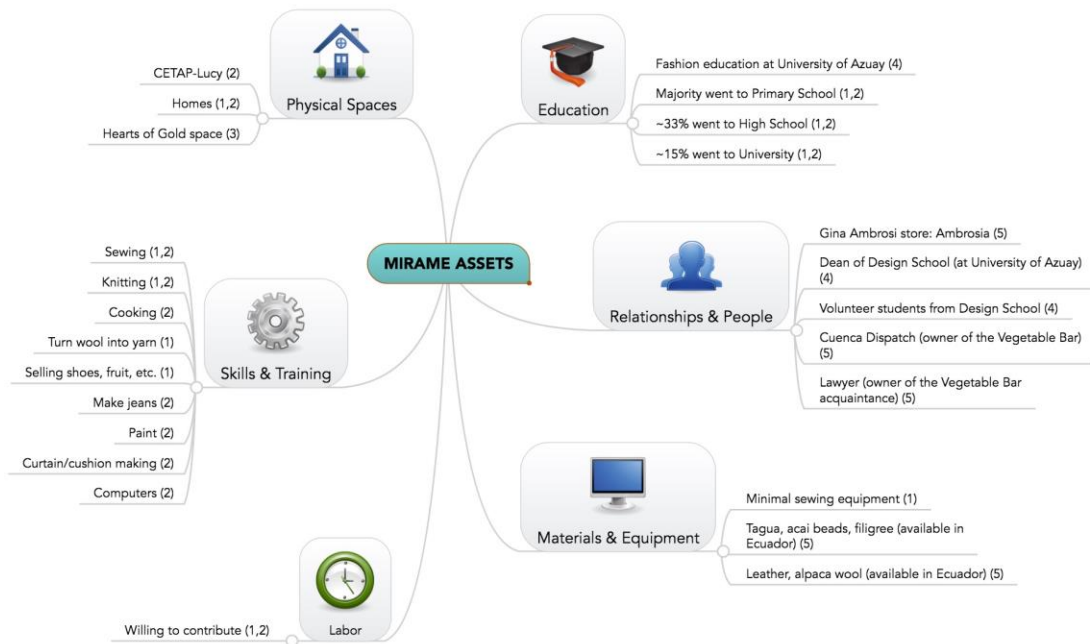 MIRAME ASSETS
Physical Spaces
CETAP-Lucy (2)
Homes (1,2)
Hearts of Gold space (3)
Education
Fashion education at University of Azuay (4)
Majority went to Primary School (1,2)
~33% went to High School (1,2)
~15% went to University (1,2)
Relationships & People
Gina Ambrosi store: Ambrosia (5)
Dean of Design School (at University of Azuay)
(4)
Volunteer students from Design School (4)
Cuenca Dispatch (owner of the Vegetable Bar)
(5)
Lawyer (owner of the Vegetable Bar
acquaintance) (5)
Skills & Training
Sewing (1,2)
Knitting (1,2)
Cooking (2)
Turn wool into yarn (1)
Selling shoes, fruit, etc. (1)
Make jeans (2)
Paint (2)
Curtain/cushion making (2)
Computers (2)
Materials & Equipment
Minimal sewing equipment (1)
Tagua, acai beads, filigree (available in
Ecuador) (5)
Leather, alpaca wool (available in Ecuador) (5)
Labor
Willing to contribute (1,2)